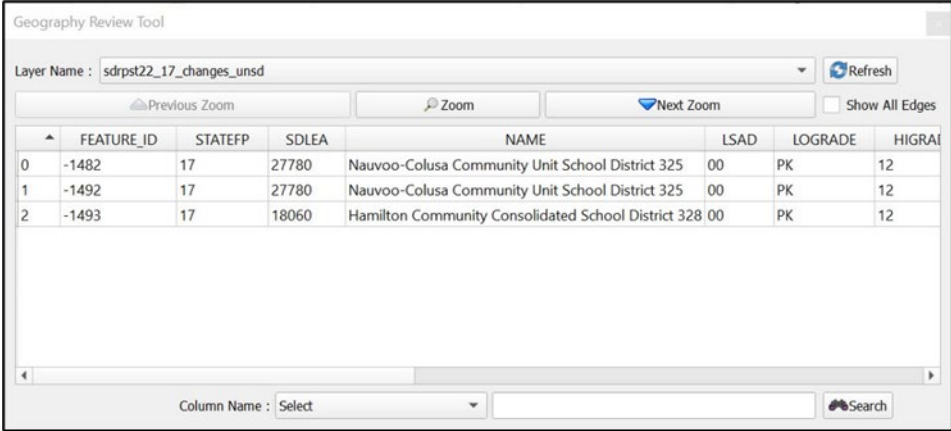 Geography Review Tool
Layer Name : sdrpst22_17_changes_unsd Refresh
Previous Zoom Zoom Next Zoom Show All Edges
FEATURE_ID STATEFP SDLEA NAME LSAD LOGRADE HIGRAI
0 -1482 17 27780 Nauvoo-Colusa Community Unit School District 325 00 PK 12
1 -1492 17 27780 Nauvoo-Colusa Community Unit School District 325 00 PK 12
2 -1493 17 18060 Hamilton Community Consolidated School District 328 00 PK 12
Column Name : Select Search